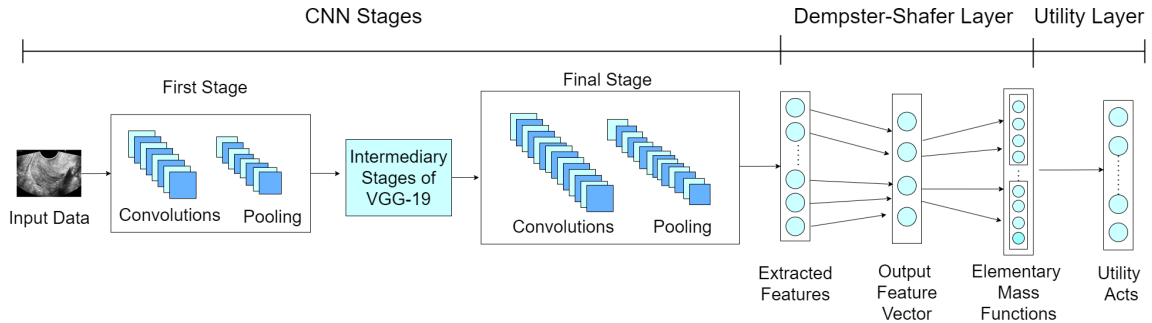 CNN Stages
Dempster-Shafer Layer
Utility Layer
First Stage
Final Stage
Input Data
Convolutions
Pooling
Intermediary
Stages of
VGG-19
Convolutions
Pooling
Extracted
Features
Output
Feature
Vector
Elementary
Mass
Functions
Utility
Acts